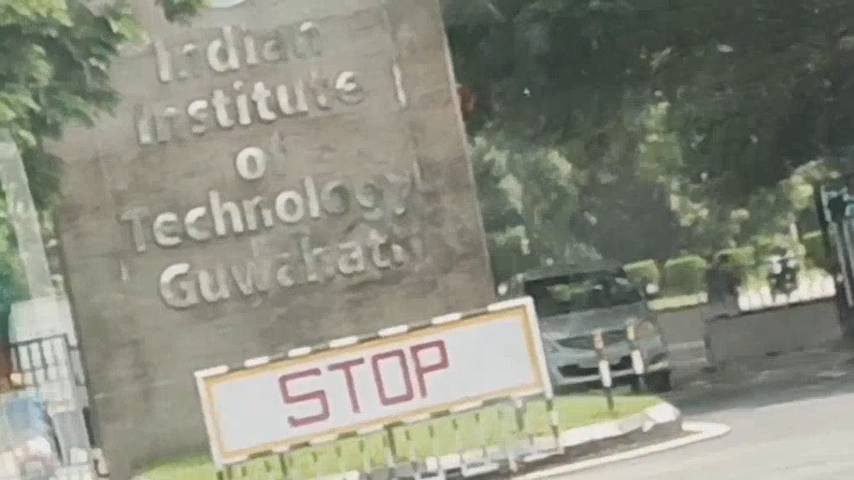 Indian
Institute
of
Technology
Guwahati
STOP